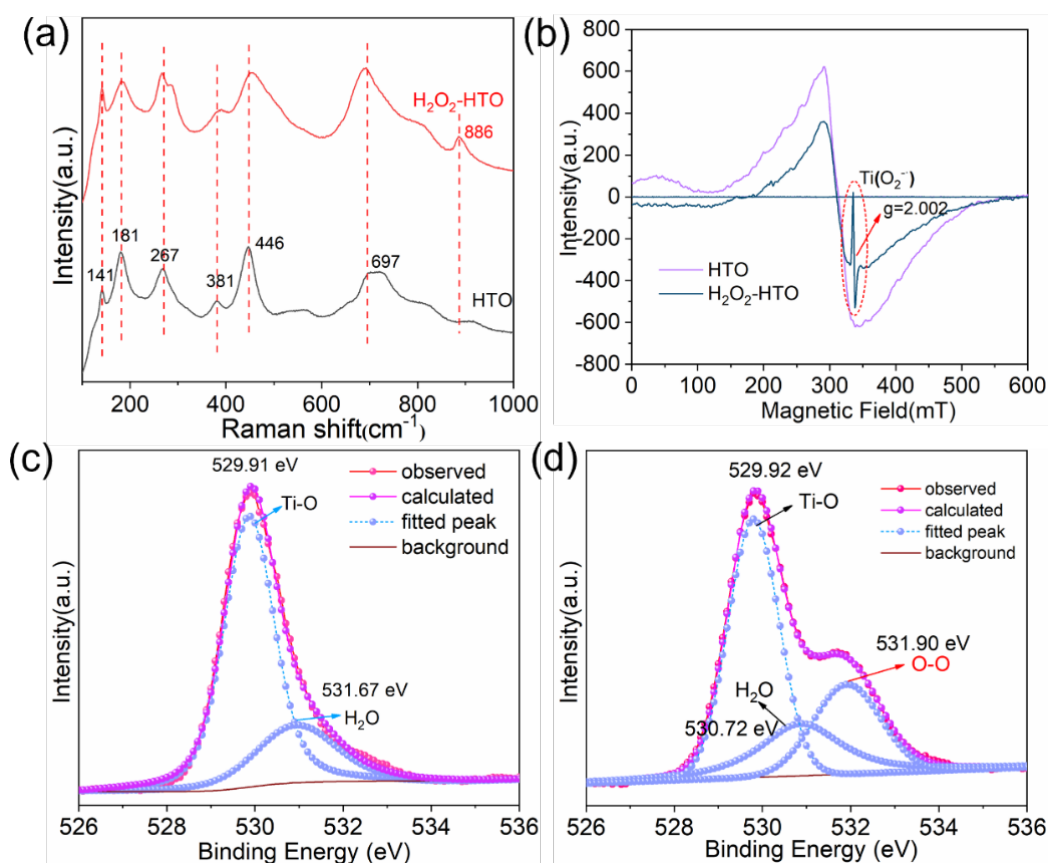 (a)
H₂O₂-HTO
886
141
181
267
381
446
697
HTO
Intensity(a.u.)
200 400 600 800 1000
Raman shift(cm⁻¹)
(b)
800
600
400
200
0
-200
-400
-600
-800
Intensity(a.u.)
Ti(O₂⁻)
g=2.002
HTO
H₂O₂-HTO
0 100 200 300 400 500 600
Magnetic Field(mT)
(c)
529.91 eV
Ti-O
observed
calculated
fitted peak
background
531.67 eV
H₂O
Intensity(a.u.)
526 528 530 532 534 536
Binding Energy (eV)
(d)
529.92 eV
Ti-O
observed
calculated
fitted peak
background
531.90 eV
O-O
H₂O
530.72 eV
Intensity(a.u.)
526 528 530 532 534 536
Binding Energy (eV)